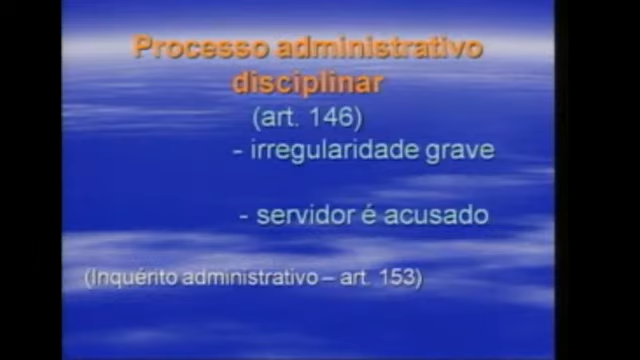 Processo administrativo
disciplinar
(art. 146)
- irregularidade grave
- servidor é acusado
(Inquérito administrativo – art. 153)